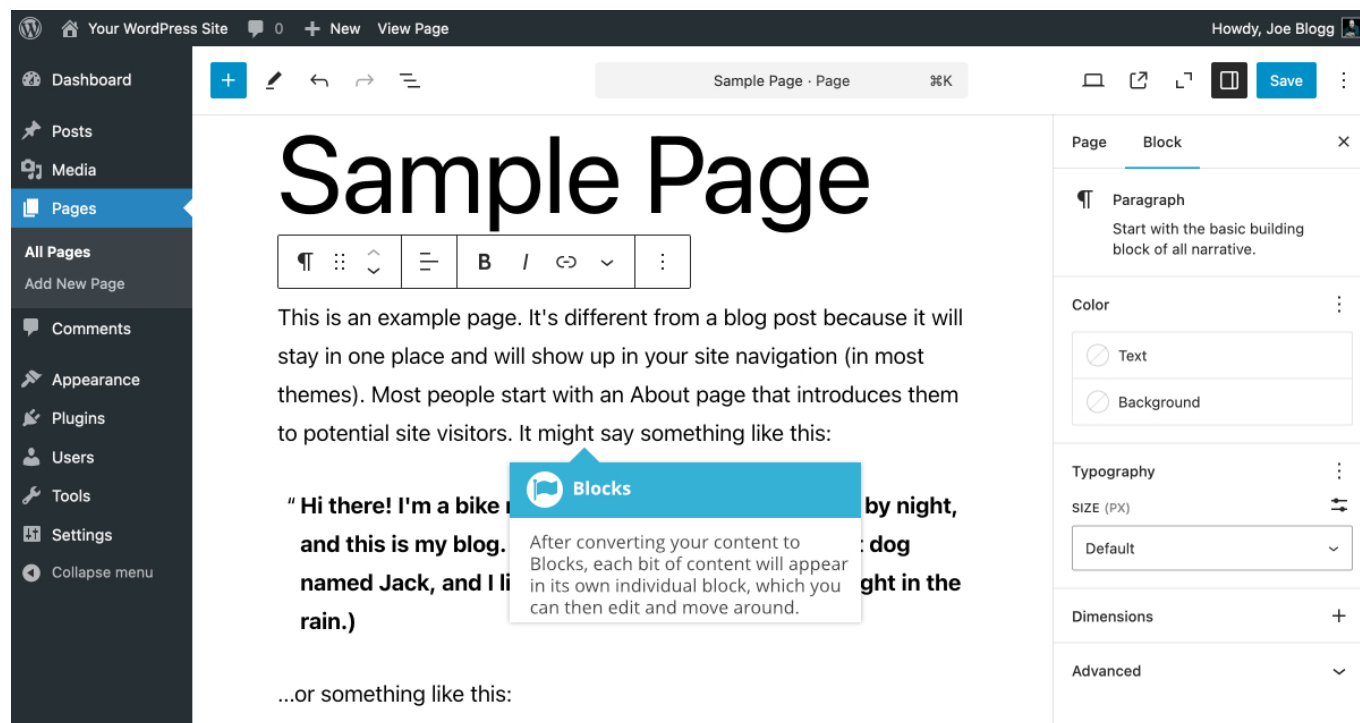 Your WordPress Site 0 + New View Page Howdy, Joe Blogg
Dashboard
Posts
Media
Pages
All Pages
Add New Page
Comments
Appearance
Plugins
Users
Tools
Settings
Collapse menu
Sample Page · Page ⌘K
Save
Sample Page
B I
This is an example page. It's different from a blog post because it will
stay in one place and will show up in your site navigation (in most
themes). Most people start with an About page that introduces them
to potential site visitors. It might say something like this:
“ Hi there! I'm a bike by night,
and this is my blog. dog
named Jack, and I in the
rain.)
...or something like this:
Blocks
After converting your content to
Blocks, each bit of content will appear
in its own individual block, which you
can then edit and move around.
Page Block
¶ Paragraph
Start with the basic building
block of all narrative.
Color
Text
Background
Typography
SIZE (PX)
Default
Dimensions
Advanced